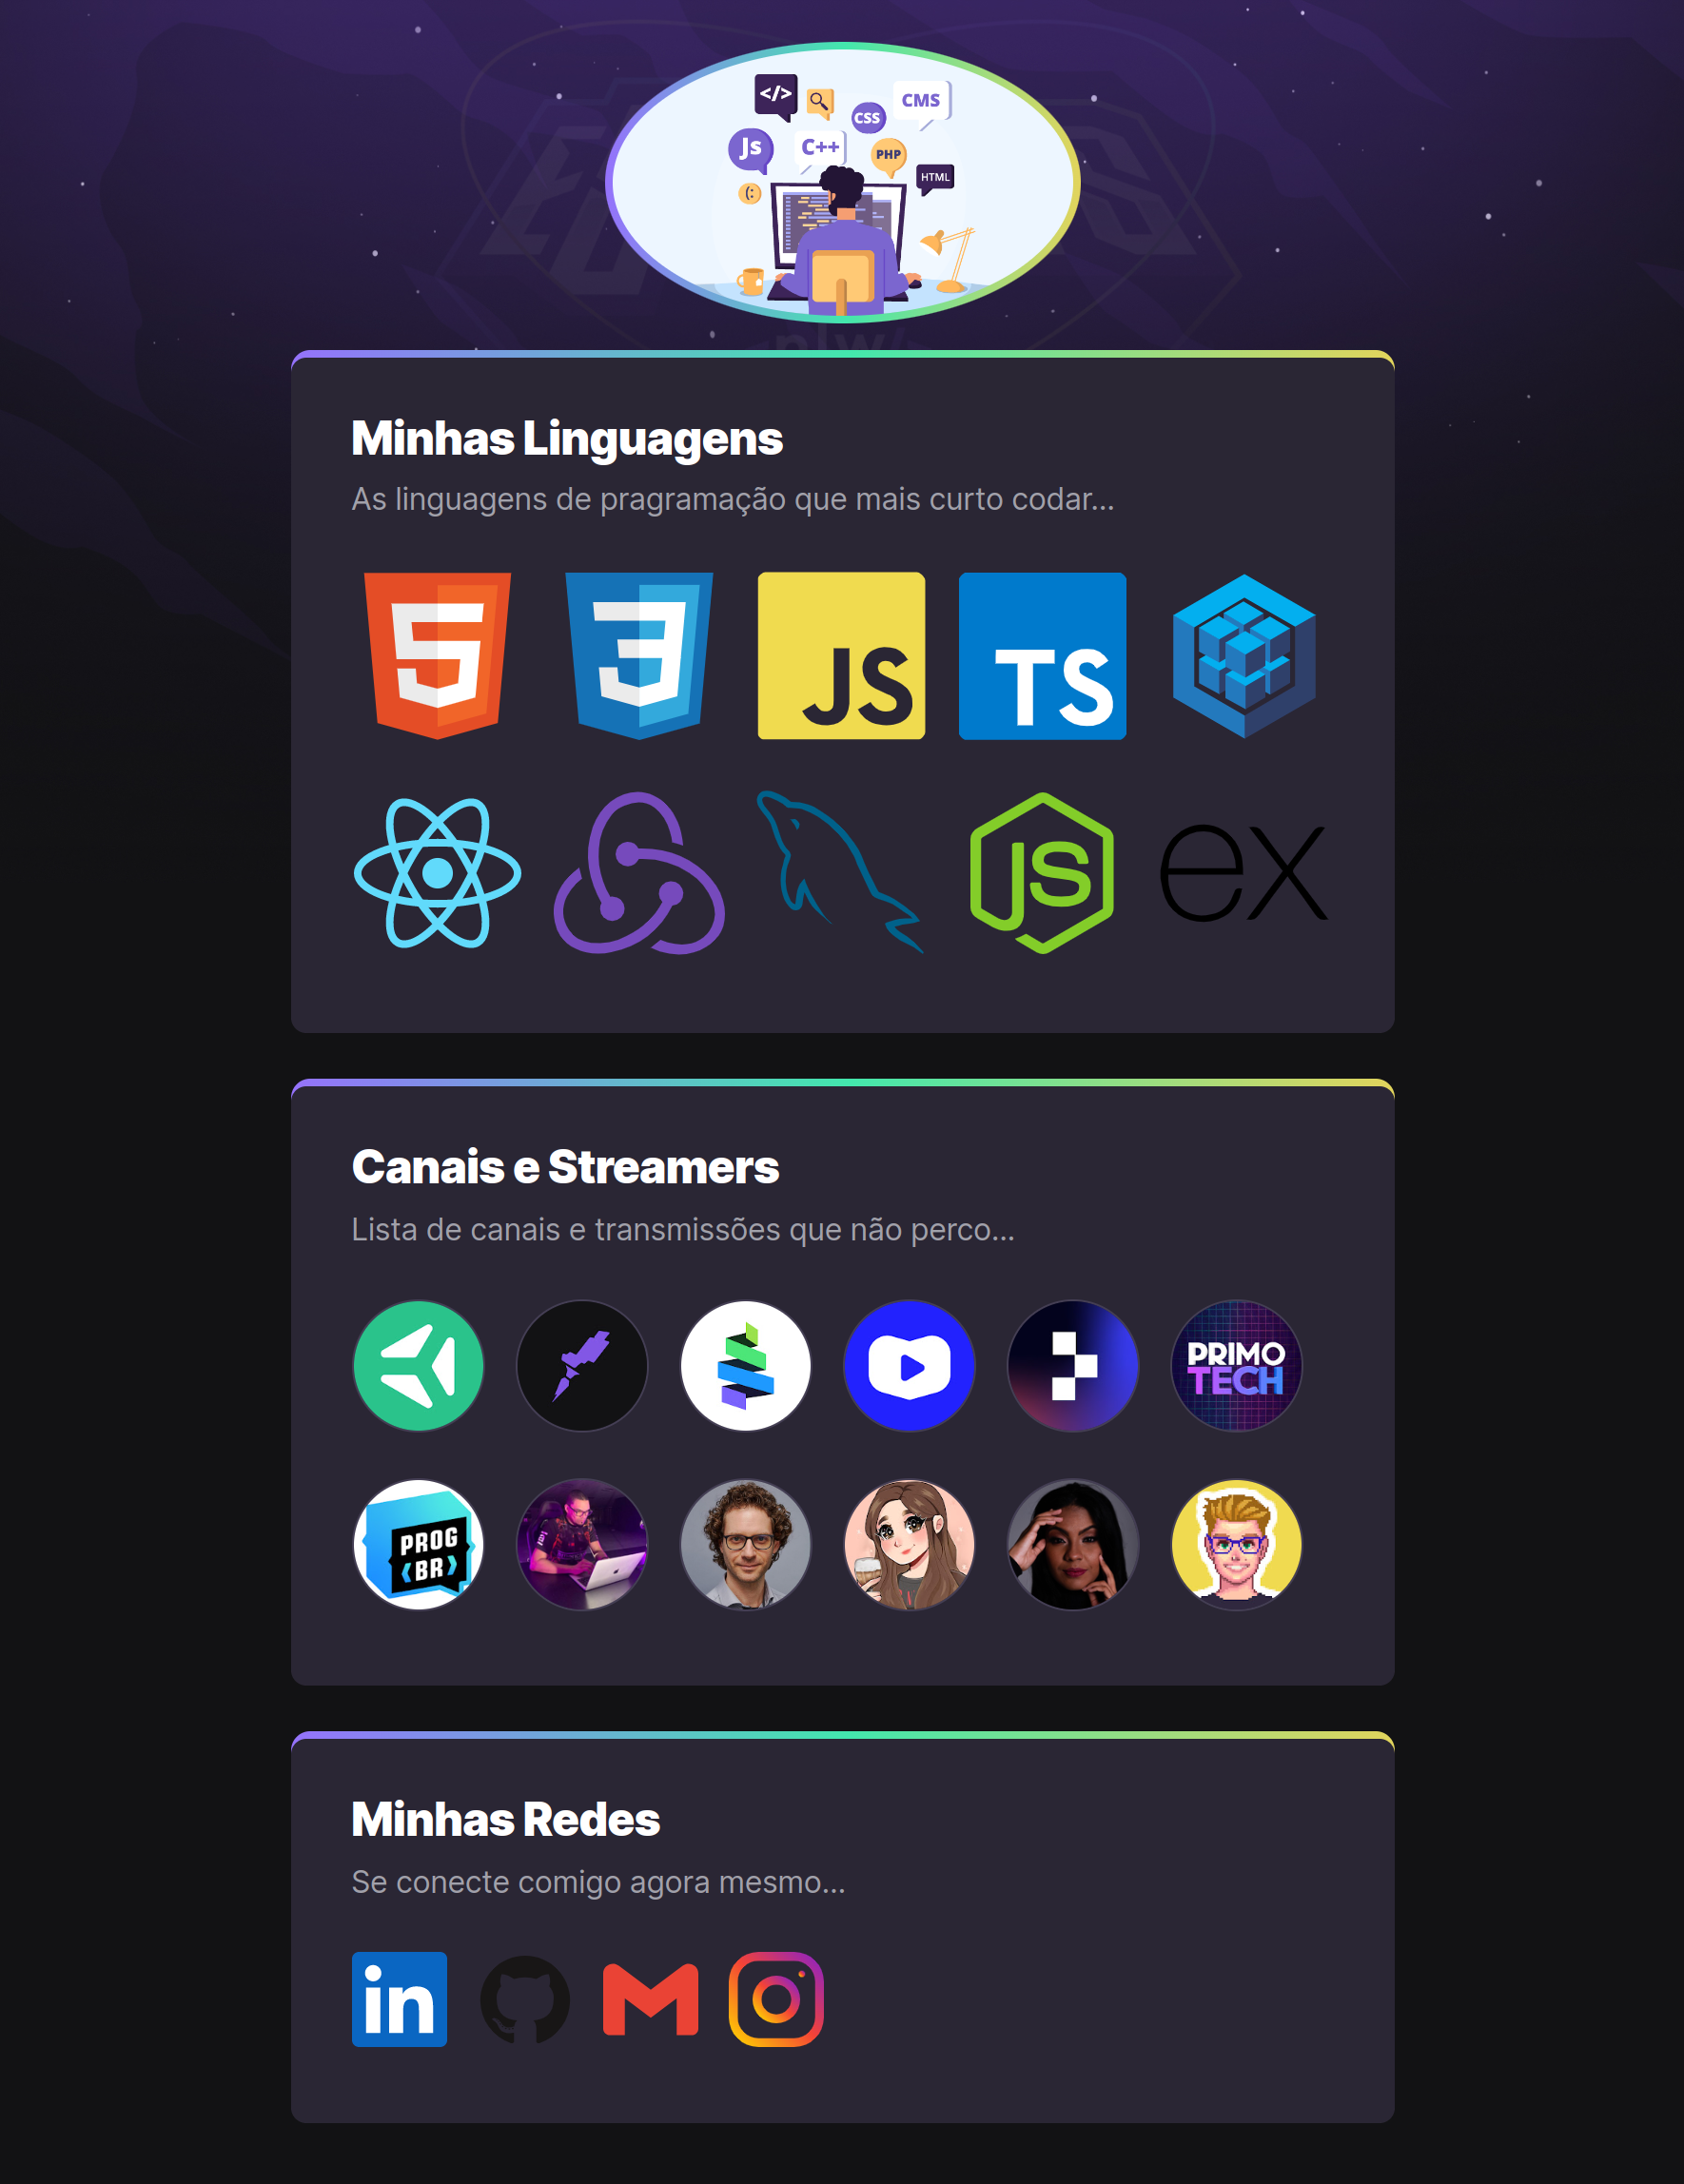 </>
CMS
CSS
Js
C++
PHP
HTML
(:
nlw
Minhas Linguagens
As linguagens de pragramação que mais curto codar...
JS
TS
JS
ex
Canais e Streamers
Lista de canais e transmissões que não perco...
PRIMO
TECH
PROG
<BR>
Minhas Redes
Se conecte comigo agora mesmo...
in